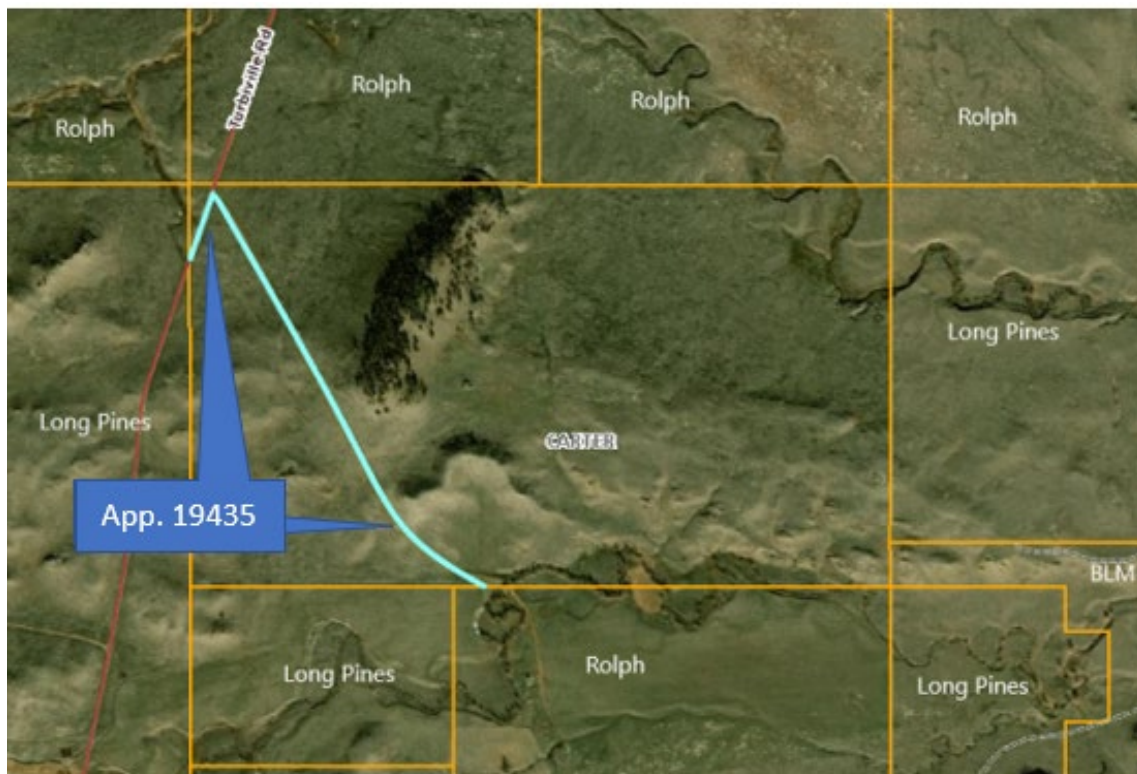 Turbiville Rd
Rolph
Rolph
Rolph
Rolph
Long Pines
Long Pines
CARTER
App. 19435
BLM
Long Pines
Rolph
Long Pines